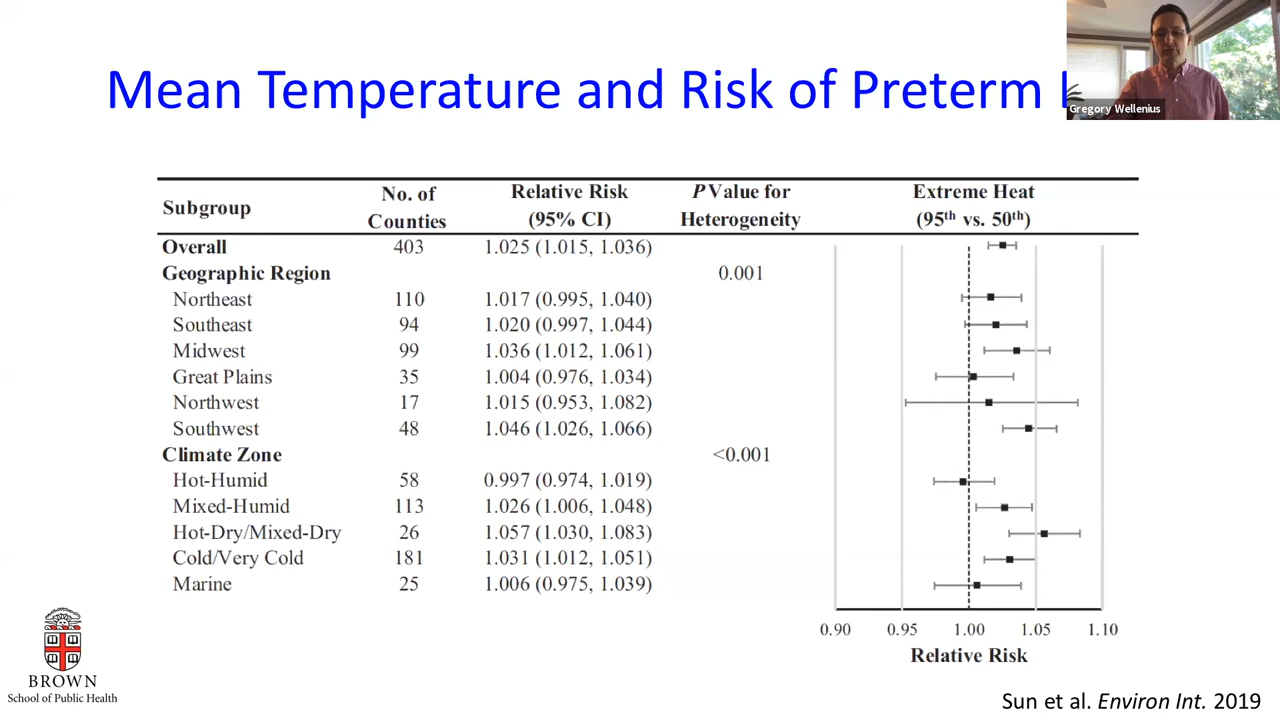 Mean Temperature and Risk of Preterm
Gregory Wellenius
Subgroup No. of Counties Relative Risk (95% CI) P Value for Heterogeneity Extreme Heat (95th vs. 50th)
Overall 403 1.025 (1.015, 1.036)
Geographic Region 0.001
Northeast 110 1.017 (0.995, 1.040)
Southeast 94 1.020 (0.997, 1.044)
Midwest 99 1.036 (1.012, 1.061)
Great Plains 35 1.004 (0.976, 1.034)
Northwest 17 1.015 (0.953, 1.082)
Southwest 48 1.046 (1.026, 1.066)
Climate Zone <0.001
Hot-Humid 58 0.997 (0.974, 1.019)
Mixed-Humid 113 1.026 (1.006, 1.048)
Hot-Dry/Mixed-Dry 26 1.057 (1.030, 1.083)
Cold/Very Cold 181 1.031 (1.012, 1.051)
Marine 25 1.006 (0.975, 1.039)
0.90 0.95 1.00 1.05 1.10
Relative Risk
BROWN
School of Public Health
Sun et al. Environ Int. 2019